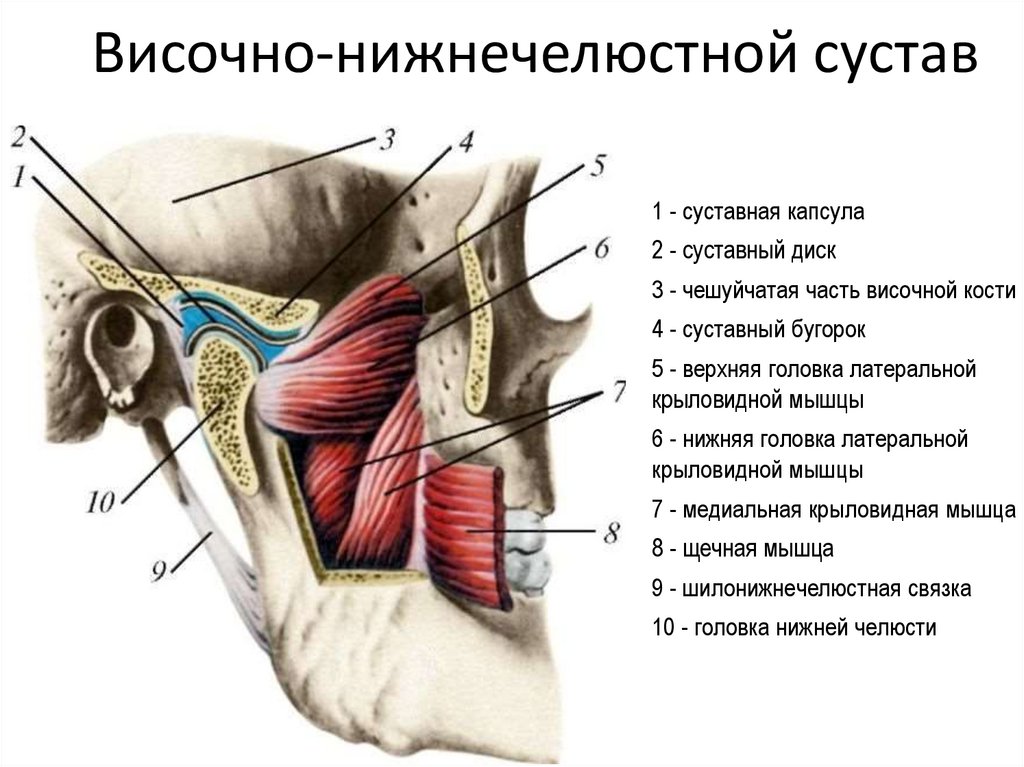 Височно-нижнечелюстной сустав
2
1
3
4
5
6
7
8
9
10
1 - суставная капсула
2 - суставный диск
3 - чешуйчатая часть височной кости
4 - суставный бугорок
5 - верхняя головка латеральной
крыловидной мышцы
6 - нижняя головка латеральной
крыловидной мышцы
7 - медиальная крыловидная мышца
8 - щечная мышца
9 - шилонижнечелюстная связка
10 - головка нижней челюсти